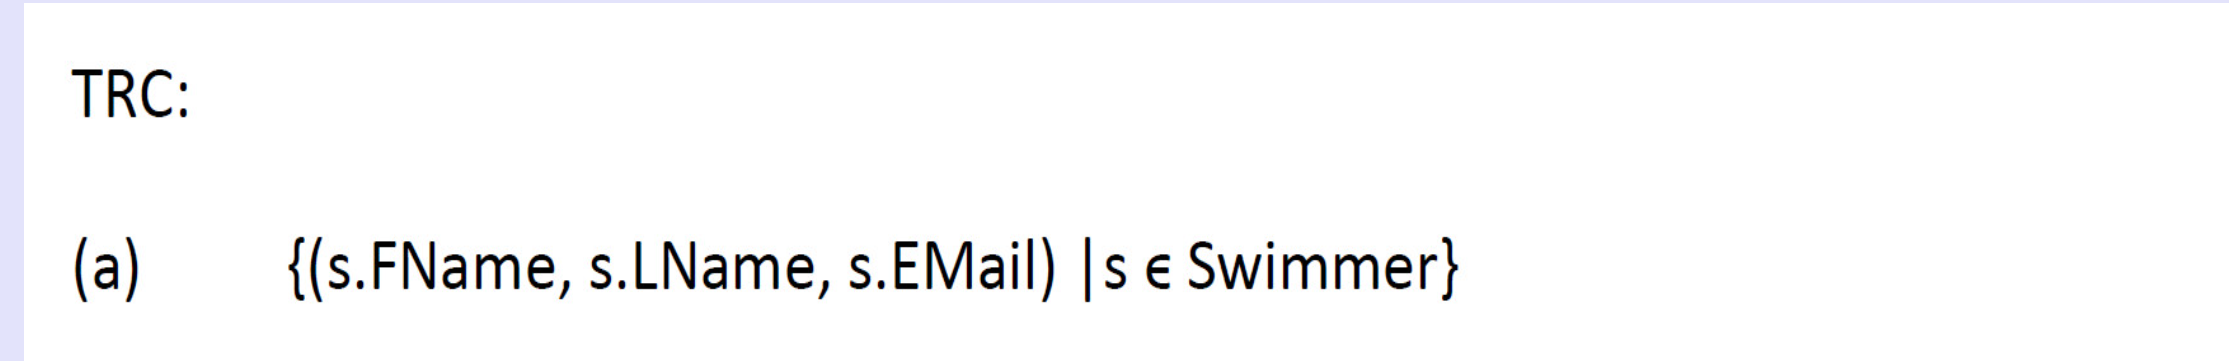 TRC:
(a) {(s.FName, s.LName, s.EMail) |s ϵ Swimmer}